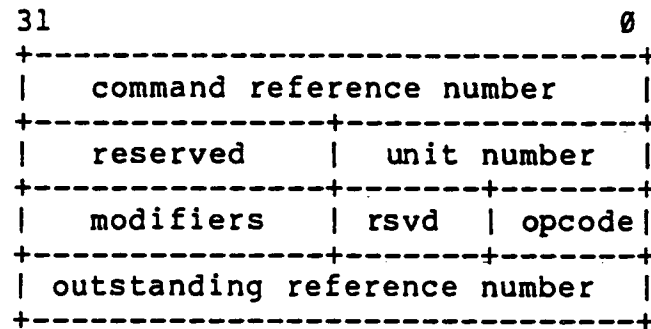 31 0
command reference number
reserved | unit number
modifiers | rsvd | opcode
outstanding reference number